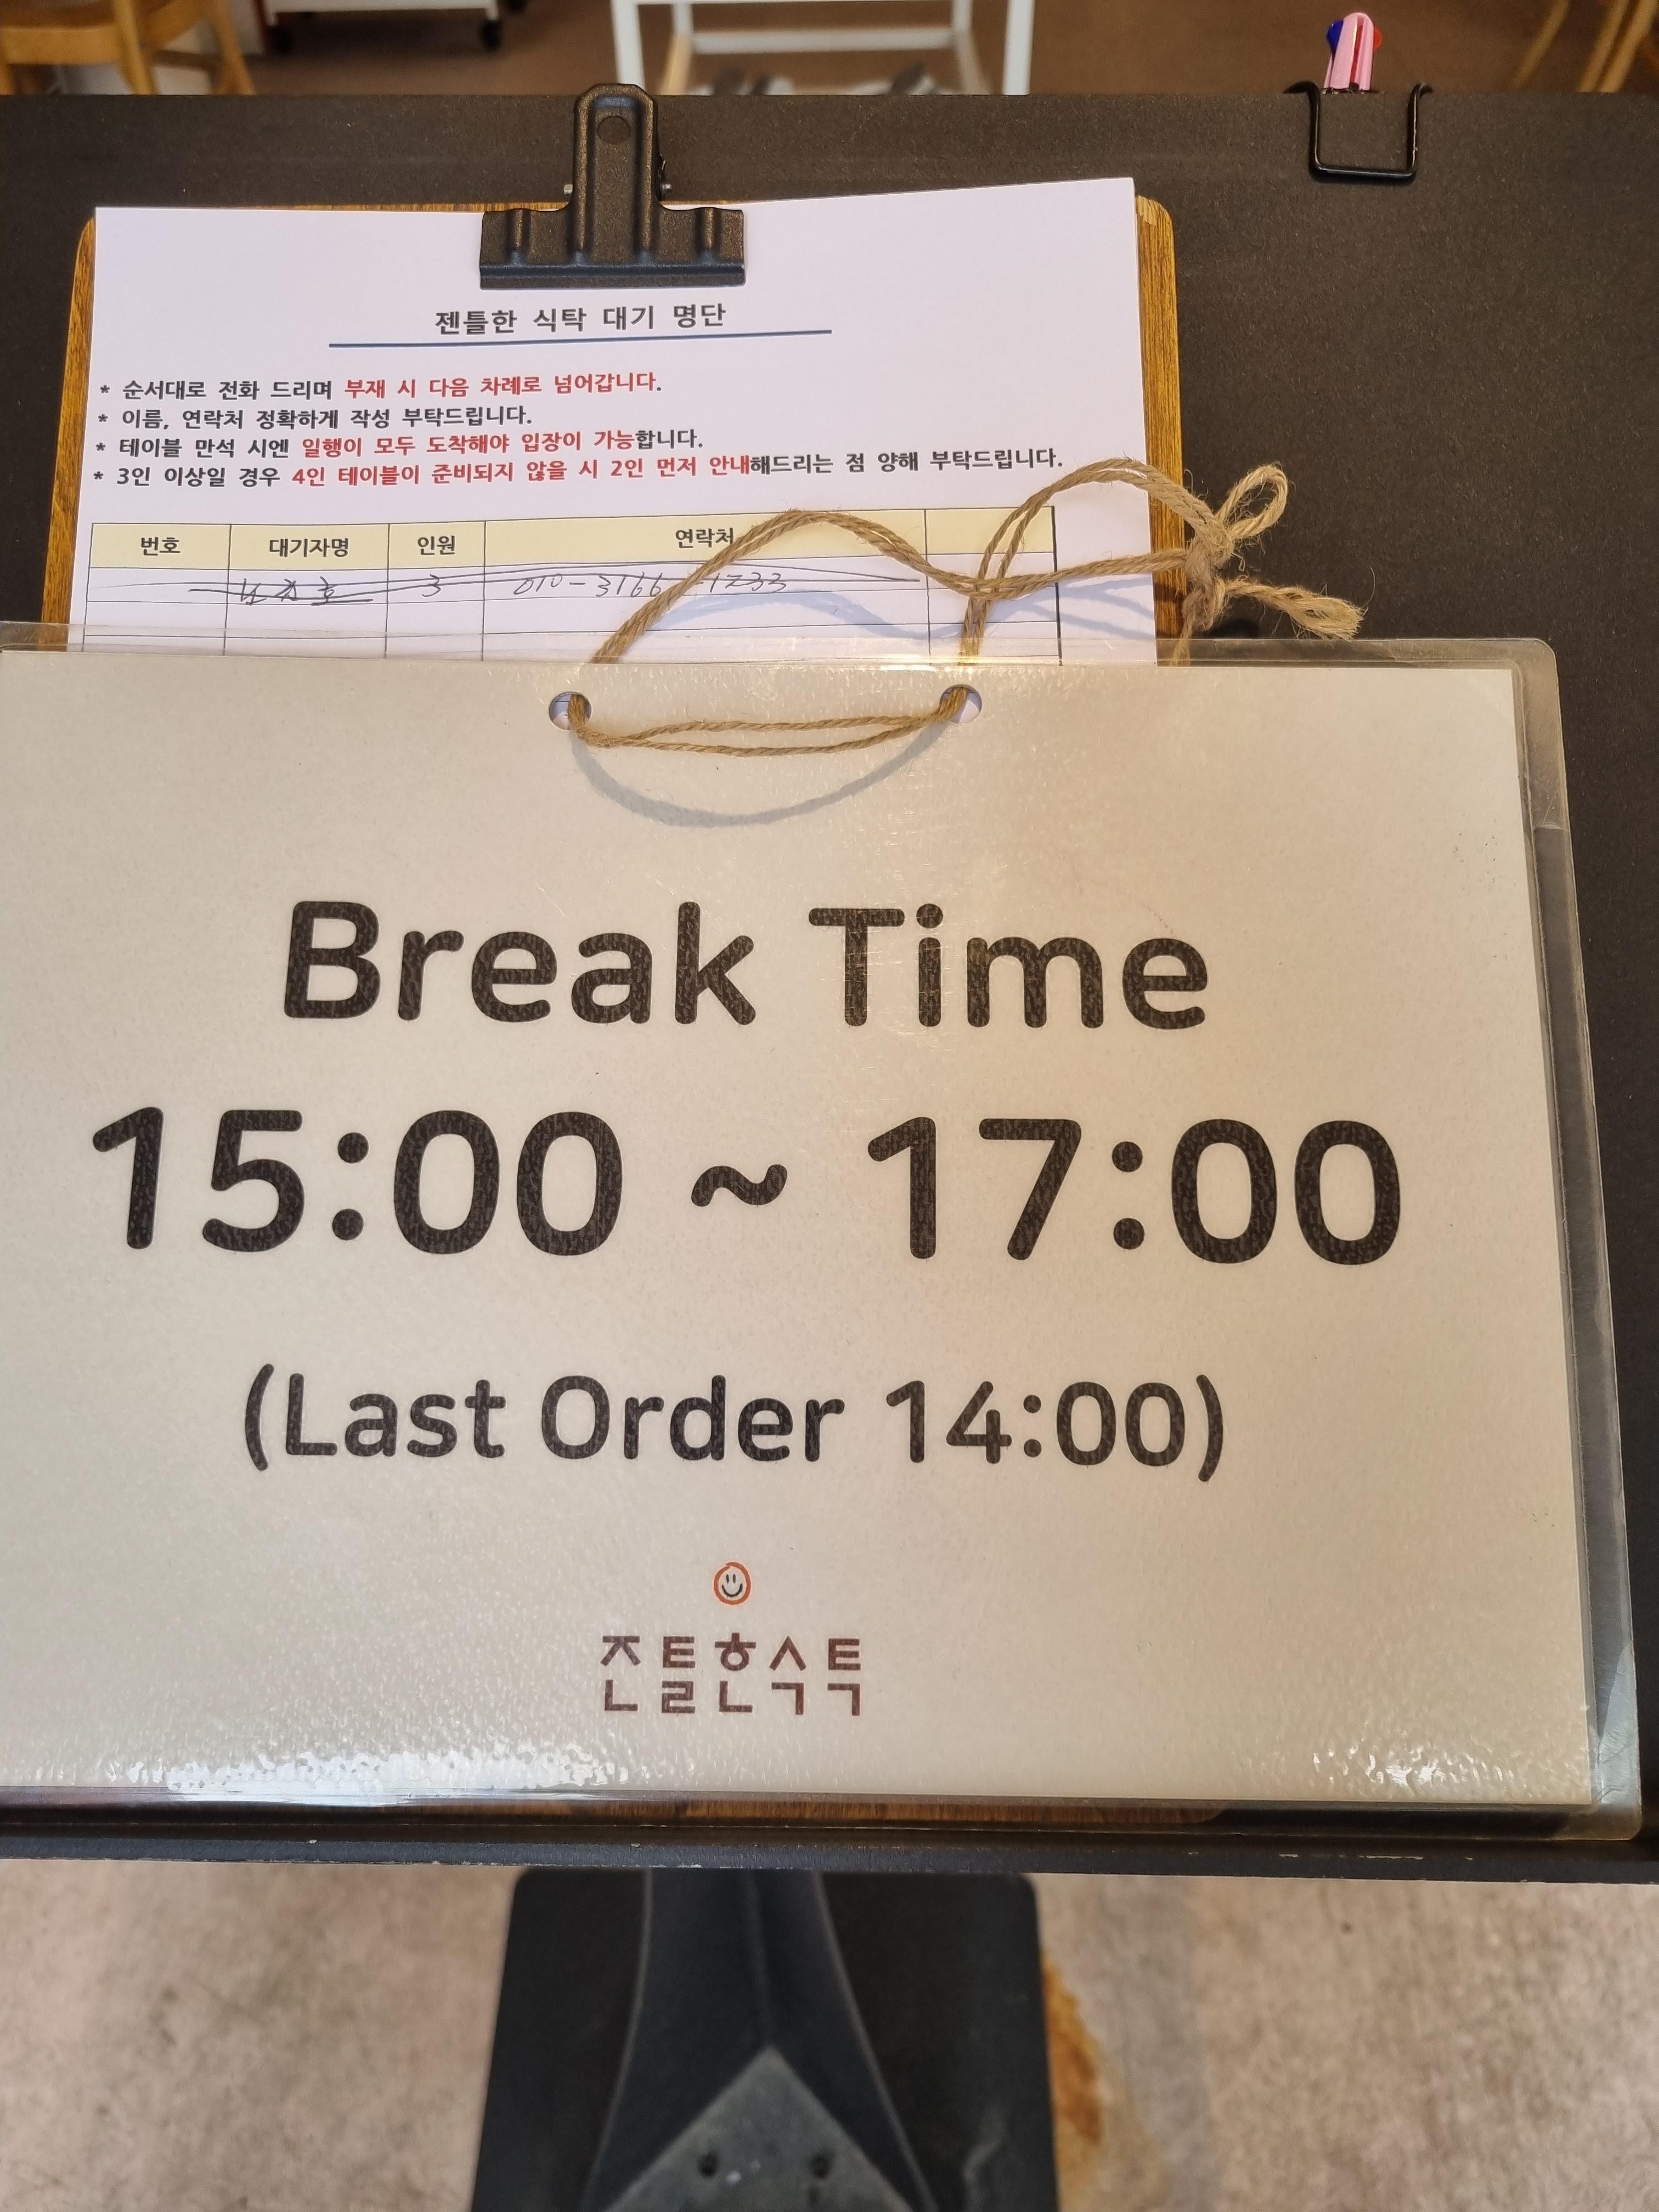 젠틀한 식탁 대기 명단
* 순서대로 전화 드리며 부재 시 다음 차례로 넘어갑니다.
* 이름, 연락처 정확하게 작성 부탁드립니다.
* 테이블 만석 시엔 일행이 모두 도착해야 입장이 가능합니다.
* 3인 이상일 경우 4인 테이블이 준비되지 않을 시 2인 먼저 안내해드리는 점 양해 부탁드립니다.
번호 대기자명 인원 연락처
3 010-3166-1733
Break Time
15:00 ~ 17:00
(Last Order 14:00)
젠틀한식탁